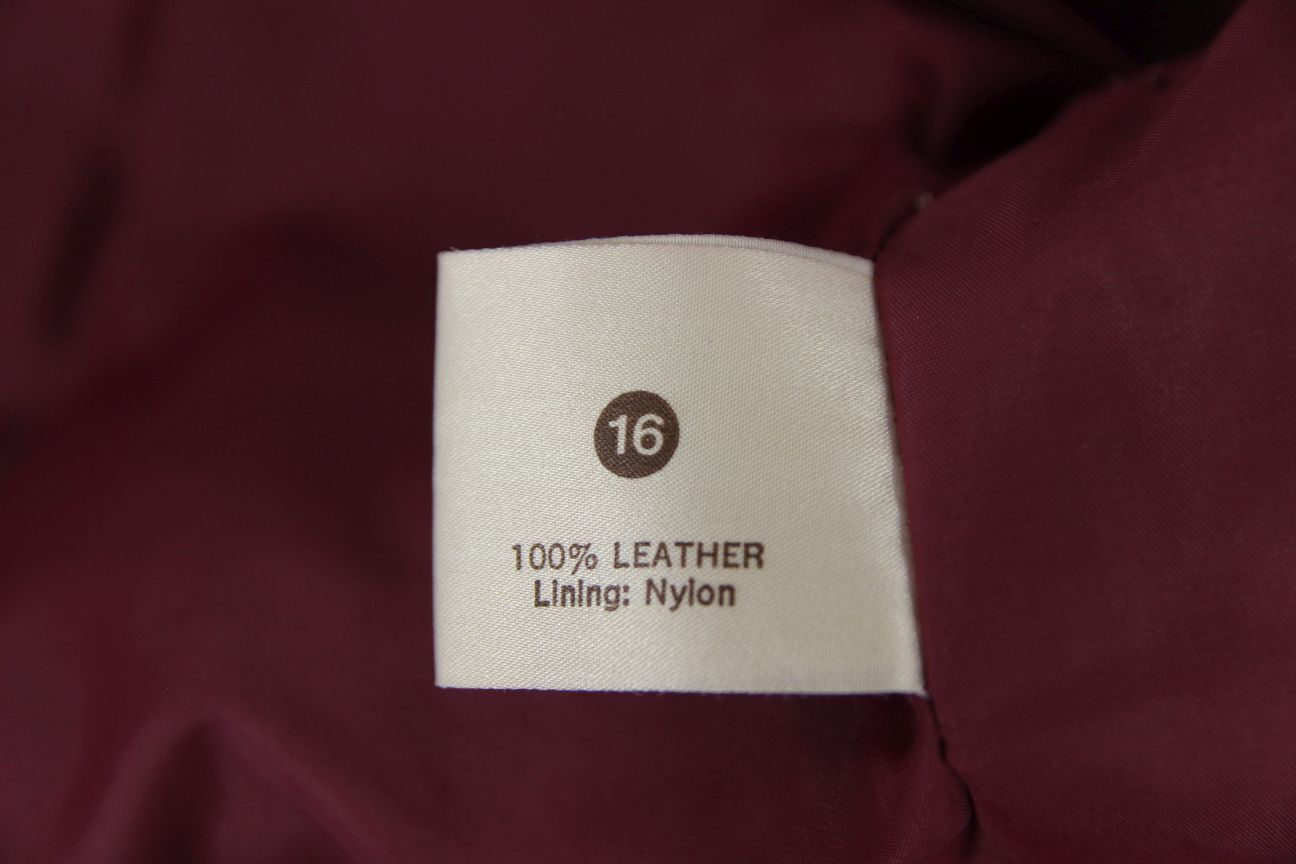 16
100% LEATHER
Lining: Nylon